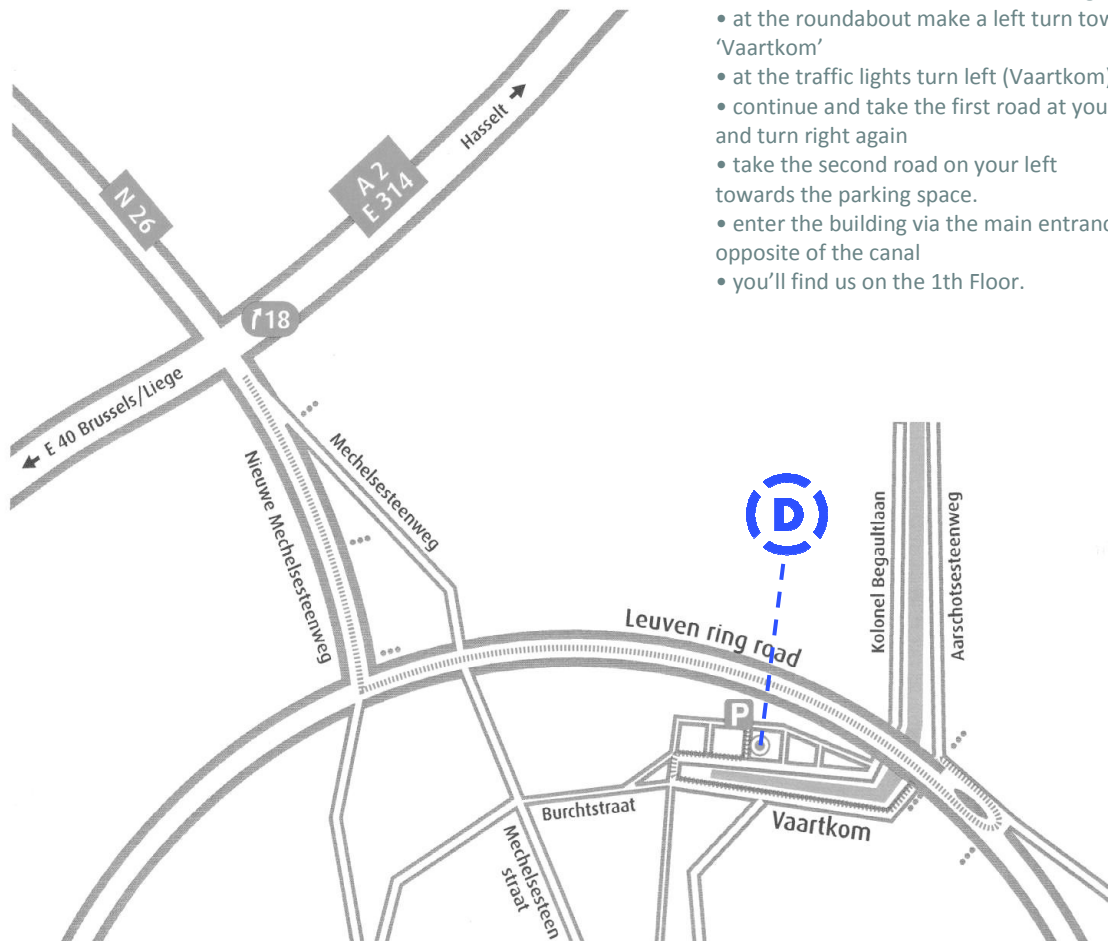 • at the roundabout make a left turn
‘Vaartkom’
• at the traffic lights turn left (Vaartkom)
• continue and take the first road at you
and turn right again
• take the second road on your left
towards the parking space.
• enter the building via the main
opposite of the canal
• you’ll find us on the 1th Floor.
Hasselt
N 26
A 2
E 314
18
E 40 Brussels/Liege
Mechelsesteenweg
Nieuwe Mechelsesteenweg
D
Kolonel Begaultlaan
Aarschotsesteenweg
Leuven ring road
P
Burchtstraat
Vaartkom
Mechelsesteen
straat